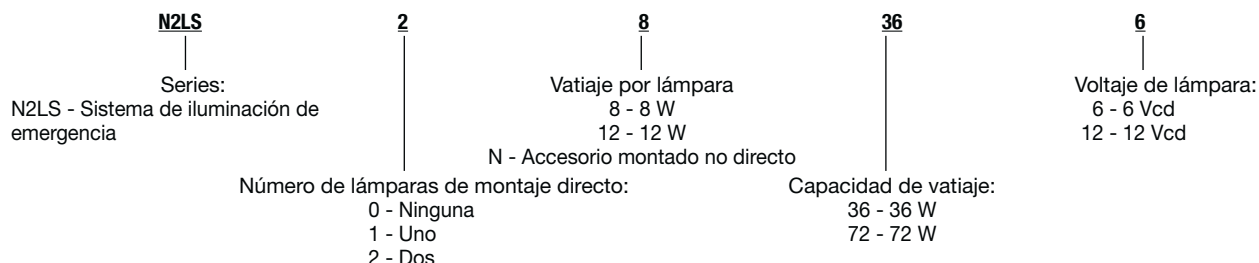 N2LS 2 8 36 6
Series:
N2LS - Sistema de iluminación de
emergencia
Vatiaje por lámpara
8 - 8 W
12 - 12 W
N - Accesorio montado no directo
Voltaje de lámpara:
6 - 6 Vcd
12 - 12 Vcd
Número de lámparas de montaje directo:
0 - Ninguna
1 - Uno
2 - Dos
Capacidad de vatiaje:
36 - 36 W
72 - 72 W